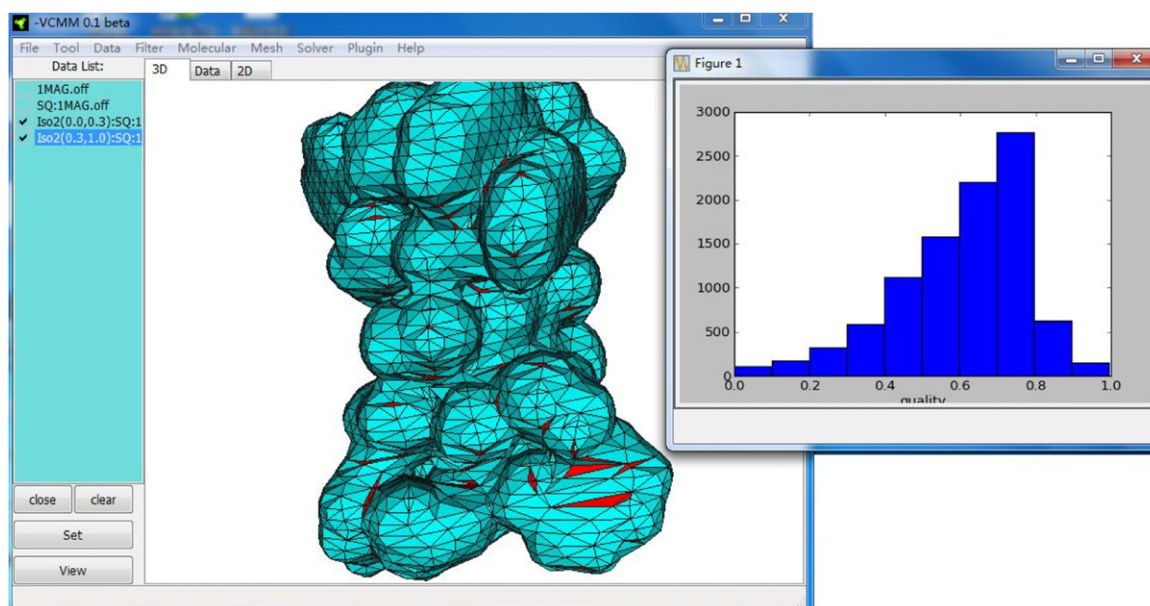 -VCMM 0.1 beta
File Tool Data Filter Molecular Mesh Solver Plugin Help
Data List:
3D Data 2D
1MAG.off
SQ:1MAG.off
Iso2(0.0,0.3):SQ:1
Iso2(0.3,1.0):SQ:1
close clear
Set
View
Figure 1
3000
2500
2000
1500
1000
500
0
0.0 0.2 0.4 0.6 0.8 1.0
quality